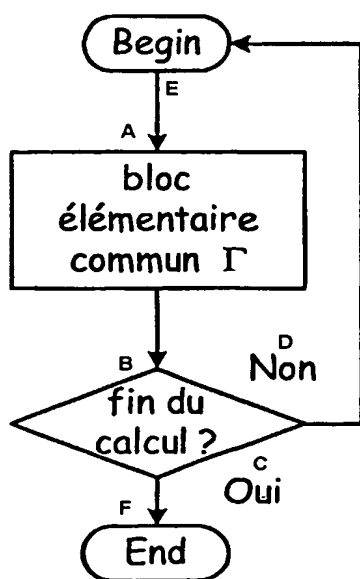 Begin
E
A
bloc
élémentaire
commun Γ
B
D
Non
fin du
calcul ?
C
Oui
F
End